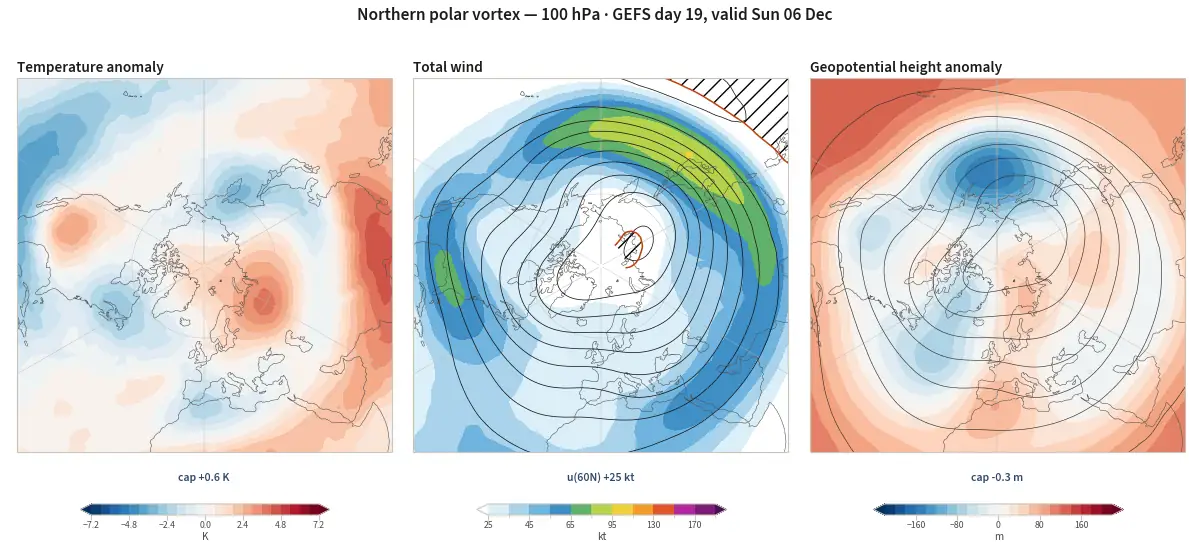 Northern polar vortex — 100 hPa · GEFS day 19, valid Sun 06 Dec
Temperature anomaly
Total wind
Geopotential height anomaly
cap +0.6 K
u(60N) +25 kt
cap -0.3 m
−7.2 −4.8 −2.4 0.0 2.4 4.8 7.2
K
25 45 65 95 130 170
kt
−160 −80 0 80 160
m